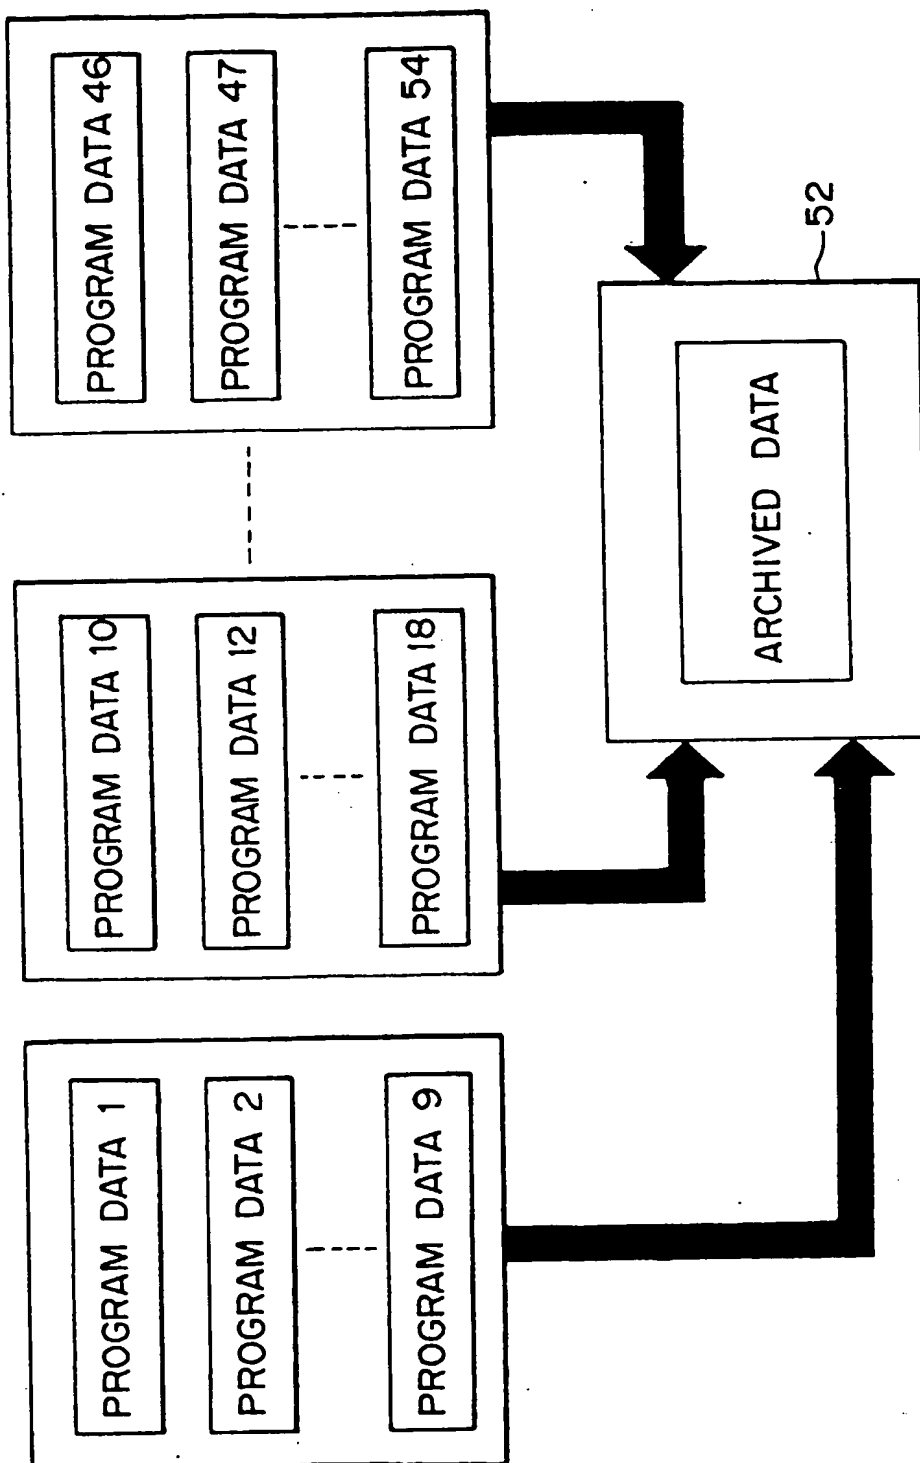 PROGRAM DATA 1
PROGRAM DATA 2
PROGRAM DATA 9
PROGRAM DATA 10
PROGRAM DATA 12
PROGRAM DATA 18
PROGRAM DATA 46
PROGRAM DATA 47
PROGRAM DATA 54
ARCHIVED DATA
52